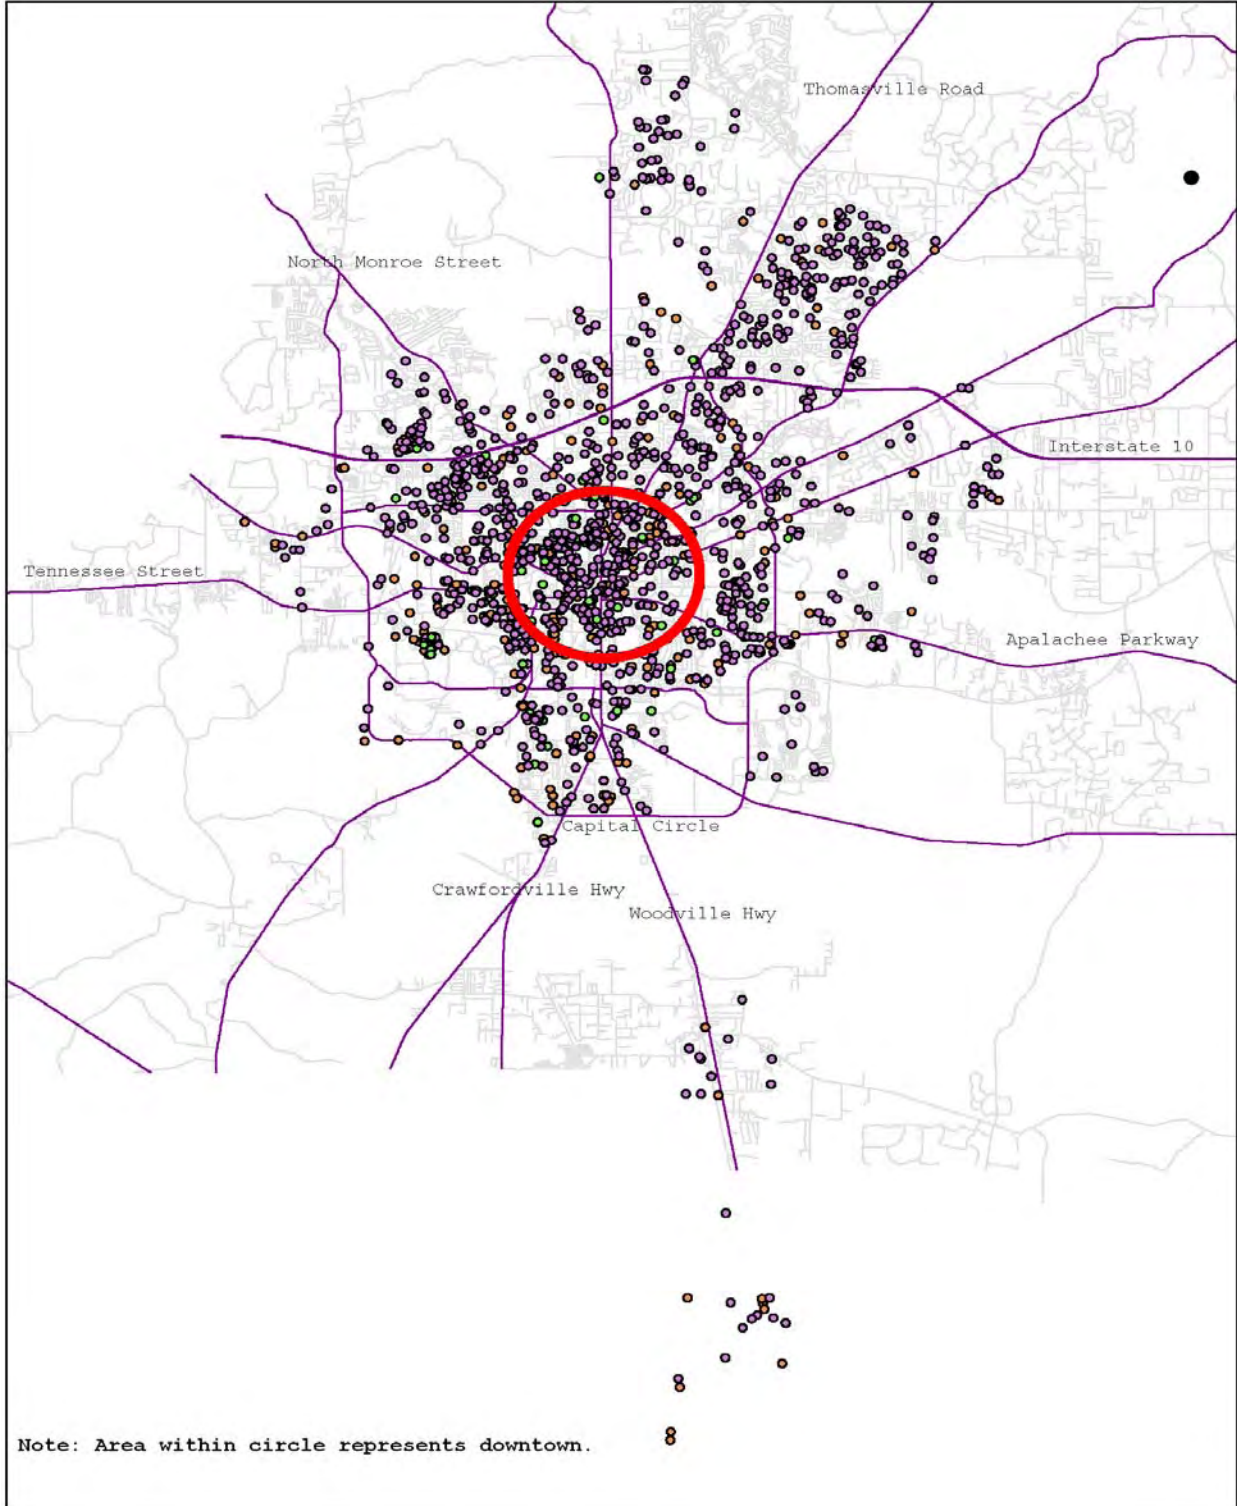 Thomasville Road
North Monroe Street
Interstate 10
Tennessee Street
Apalachee Parkway
Capital Circle
Crawfordville Hwy
Woodville Hwy
Note: Area within circle represents downtown.